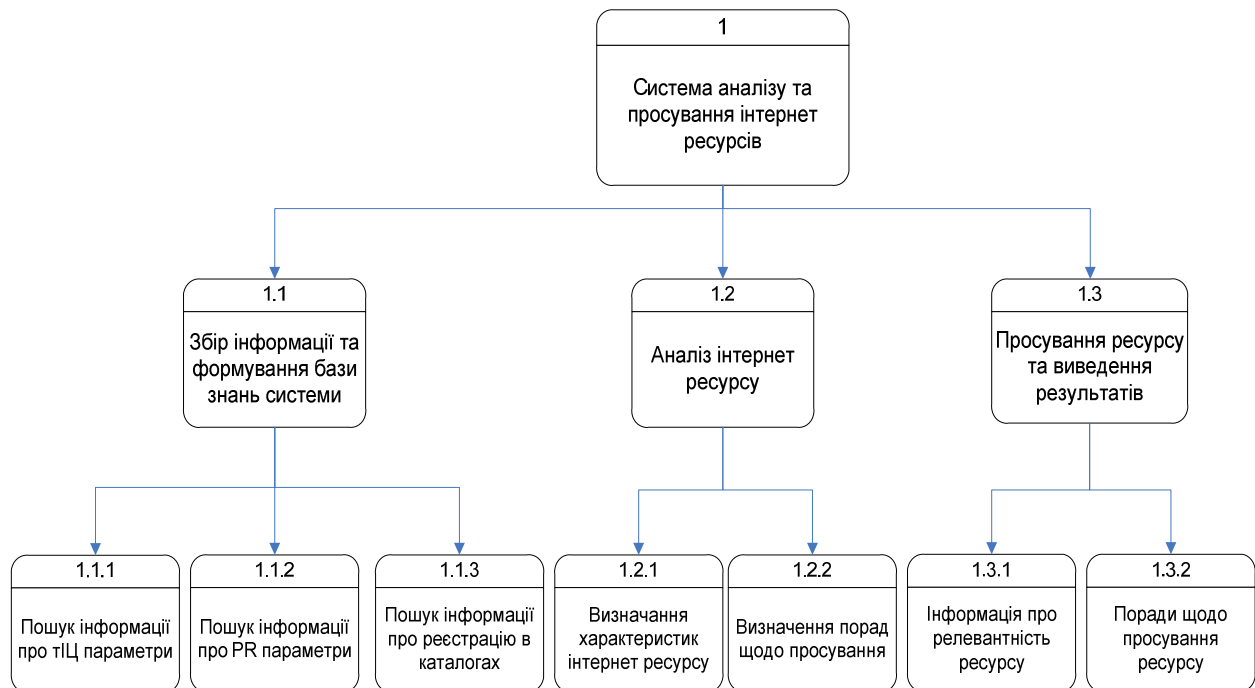 1
Система аналізу та
просування інтернет
ресурсів
1.1
Збір інформації та
формування бази
знань системи
1.2
Аналіз інтернет
ресурсу
1.3
Просування ресурсу
та виведення
результатів
1.1.1
Пошук інформації
про тІЦ параметри
1.1.2
Пошук інформації
про PR параметри
1.1.3
Пошук інформації
про реєстрацію в
каталогах
1.2.1
Визначання
характеристик
інтернет ресурсу
1.2.2
Визначення порад
щодо просування
1.3.1
Інформація про
релевантність
ресурсу
1.3.2
Поради щодо
просування
ресурсу